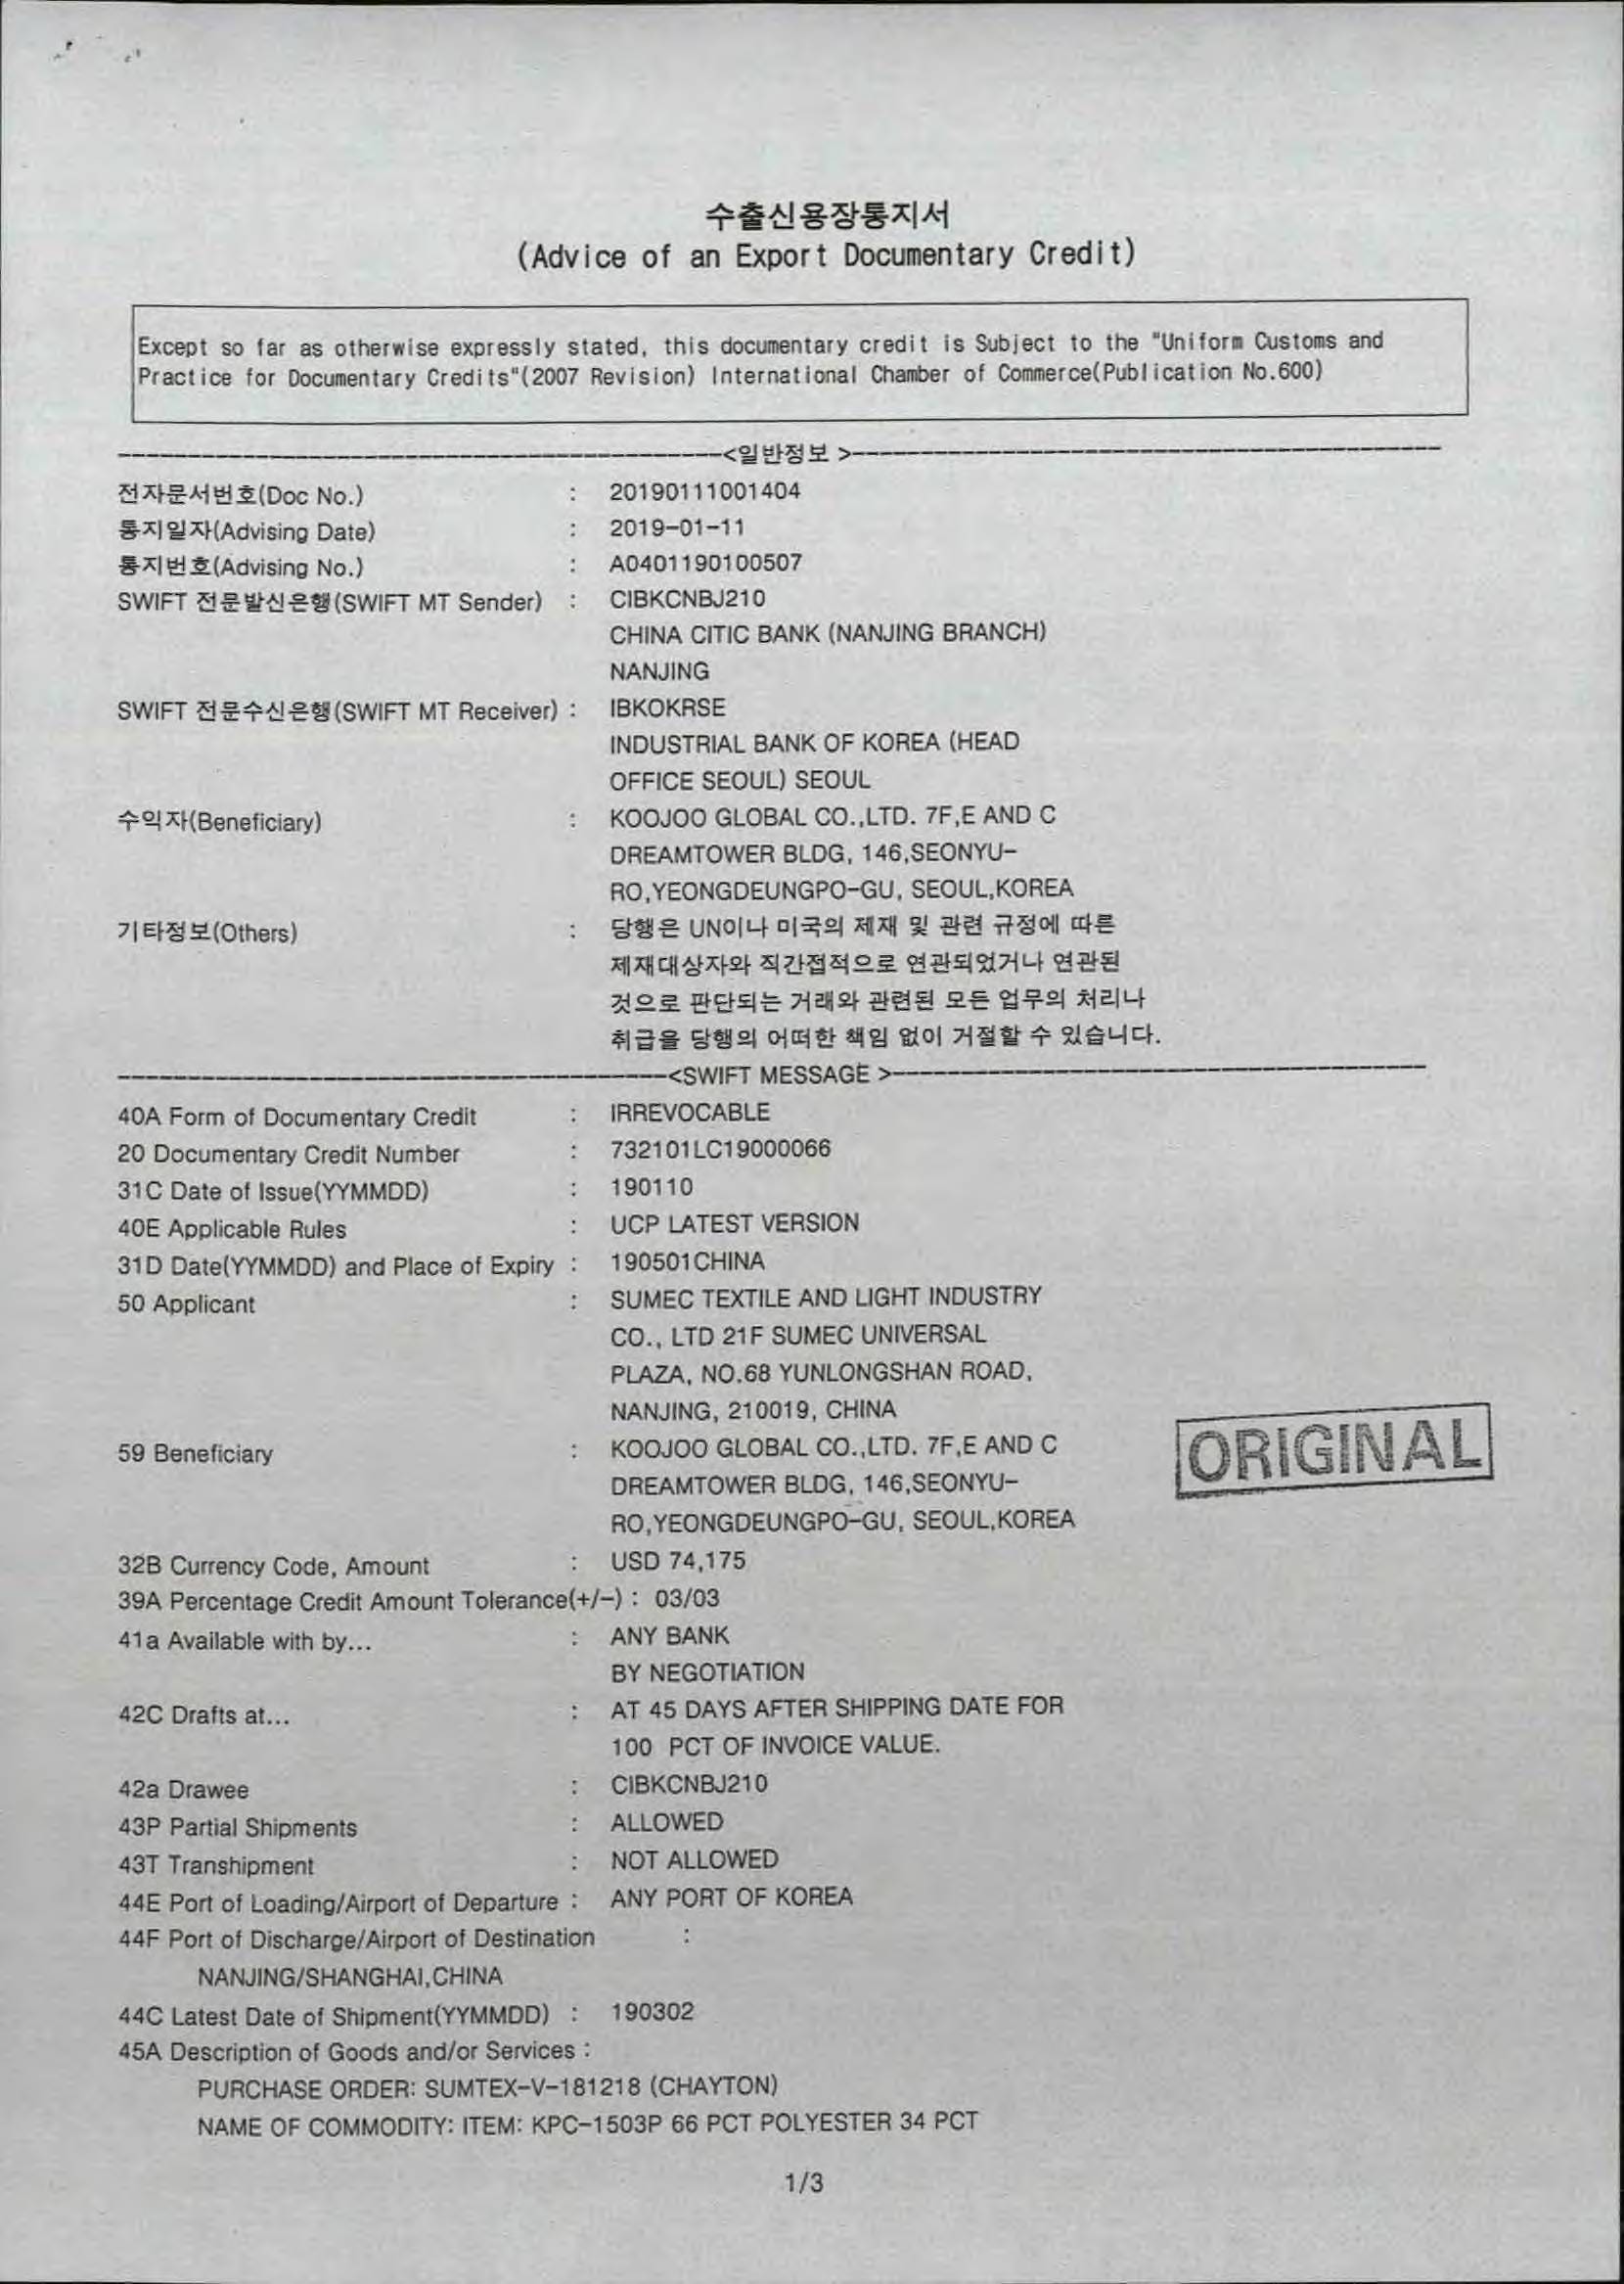 수출신용장통지서
(Advice of an Export Documentary Credit)
Except so far as otherwise expressly stated, this documentary credit is Subject to the "Uniform Customs and
Practice for Documentary Credits"(2007 Revision) International Chamber of Commerce(Publication No.600)
<일반정보 >
전자문서번호(Doc No.) : 20190111001404
통지일자(Advising Date) : 2019-01-11
통지번호(Advising No.) : A0401190100507
SWIFT 전문발신은행(SWIFT MT Sender) : CIBKCNBJ210
CHINA CITIC BANK (NANJING BRANCH)
NANJING
SWIFT 전문수신은행(SWIFT MT Receiver) : IBKOKRSE
INDUSTRIAL BANK OF KOREA (HEAD
OFFICE SEOUL) SEOUL
수익자(Beneficiary) : KOOJOO GLOBAL CO.,LTD. 7F,E AND C
DREAMTOWER BLDG, 146,SEONYU-
RO,YEONGDEUNGPO-GU, SEOUL,KOREA
기타정보(Others) : 당행은 UN이나 미국의 제재 및 관련 규정에 따른
제재대상자와 직간접적으로 연관되었거나 연관된
것으로 판단되는 거래와 관련된 모든 업무의 처리나
취급을 당행의 어떠한 책임 없이 거절할 수 있습니다.
<SWIFT MESSAGE >
40A Form of Documentary Credit : IRREVOCABLE
20 Documentary Credit Number : 732101LC19000066
31C Date of Issue(YYMMDD) : 190110
40E Applicable Rules : UCP LATEST VERSION
31D Date(YYMMDD) and Place of Expiry : 190501CHINA
50 Applicant : SUMEC TEXTILE AND LIGHT INDUSTRY
CO., LTD 21F SUMEC UNIVERSAL
PLAZA, NO.68 YUNLONGSHAN ROAD,
NANJING, 210019, CHINA
59 Beneficiary : KOOJOO GLOBAL CO.,LTD. 7F,E AND C
DREAMTOWER BLDG, 146,SEONYU-
RO,YEONGDEUNGPO-GU, SEOUL,KOREA
ORIGINAL
32B Currency Code, Amount : USD 74,175
39A Percentage Credit Amount Tolerance(+/-) : 03/03
41a Available with by... : ANY BANK
BY NEGOTIATION
42C Drafts at... : AT 45 DAYS AFTER SHIPPING DATE FOR
100 PCT OF INVOICE VALUE.
42a Drawee : CIBKCNBJ210
43P Partial Shipments : ALLOWED
43T Transhipment : NOT ALLOWED
44E Port of Loading/Airport of Departure : ANY PORT OF KOREA
44F Port of Discharge/Airport of Destination :
NANJING/SHANGHAI,CHINA
44C Latest Date of Shipment(YYMMDD) : 190302
45A Description of Goods and/or Services :
PURCHASE ORDER: SUMTEX-V-181218 (CHAYTON)
NAME OF COMMODITY: ITEM: KPC-1503P 66 PCT POLYESTER 34 PCT
1/3